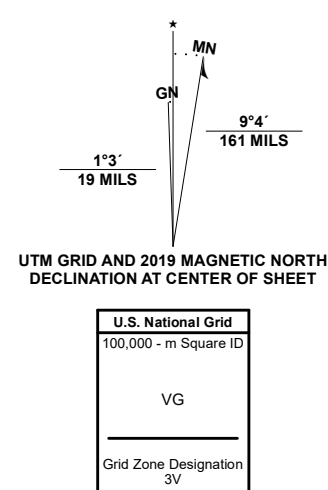 ★
MN
GN
9°4´
161 MILS
1°3´
19 MILS
UTM GRID AND 2019 MAGNETIC NORTH
DECLINATION AT CENTER OF SHEET
U.S. National Grid
100,000 - m Square ID
VG
Grid Zone Designation
3V